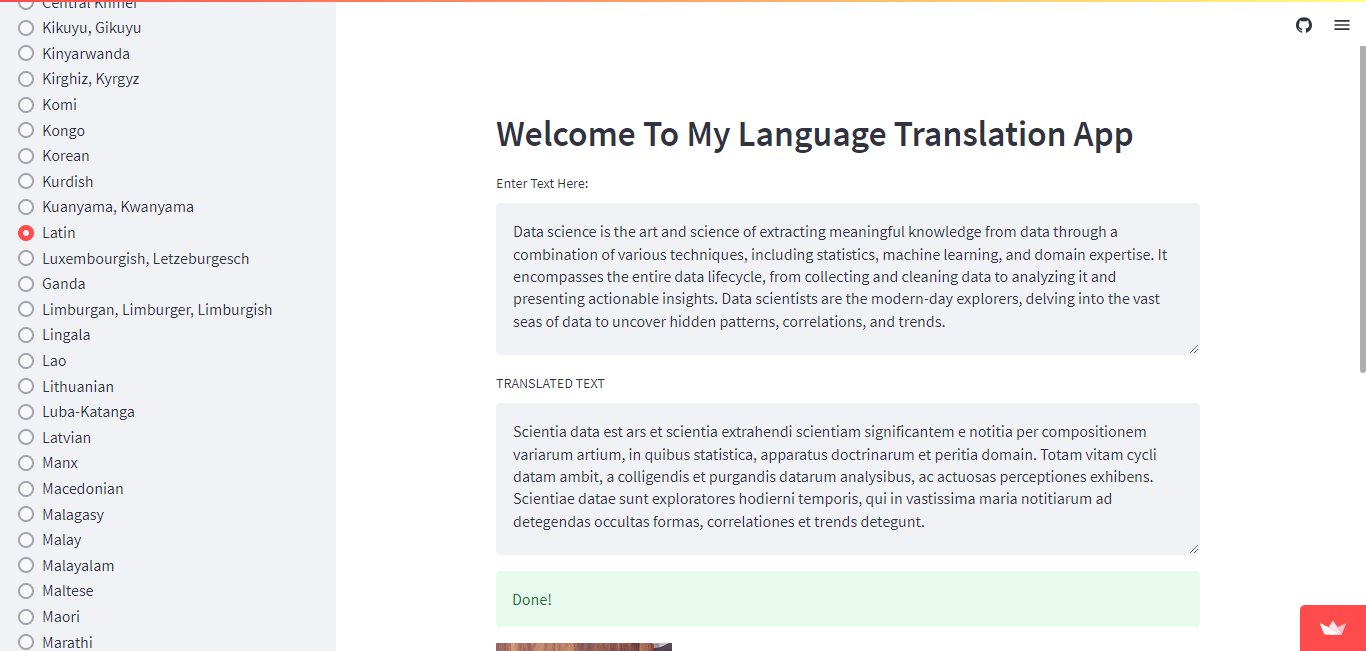 Central Khmer
Kikuyu, Gikuyu
Kinyarwanda
Kirghiz, Kyrgyz
Komi
Kongo
Korean
Kurdish
Kuanyama, Kwanyama
Latin
Luxembourgish, Letzeburgesch
Ganda
Limburgan, Limburger, Limburgish
Lingala
Lao
Lithuanian
Luba-Katanga
Latvian
Manx
Macedonian
Malagasy
Malay
Malayalam
Maltese
Maori
Marathi
Welcome To My Language Translation App
Enter Text Here:
Data science is the art and science of extracting meaningful knowledge from data through a
combination of various techniques, including statistics, machine learning, and domain expertise. It
encompasses the entire data lifecycle, from collecting and cleaning data to analyzing it and
presenting actionable insights. Data scientists are the modern-day explorers, delving into the vast
seas of data to uncover hidden patterns, correlations, and trends.
TRANSLATED TEXT
Scientia data est ars et scientia extrahendi scientiam significantem e notitia per compositionem
variarum artium, in quibus statistica, apparatus doctrinarum et peritia domain. Totam vitam cycli
datam ambit, a colligendis et purgandis datarum analysibus, ac actuosas perceptiones exhibens.
Scientiae datae sunt exploratores hodierni temporis, qui in vastissima maria notitiarum ad
detegendas occultas formas, correlationes et trends detegunt.
Done!